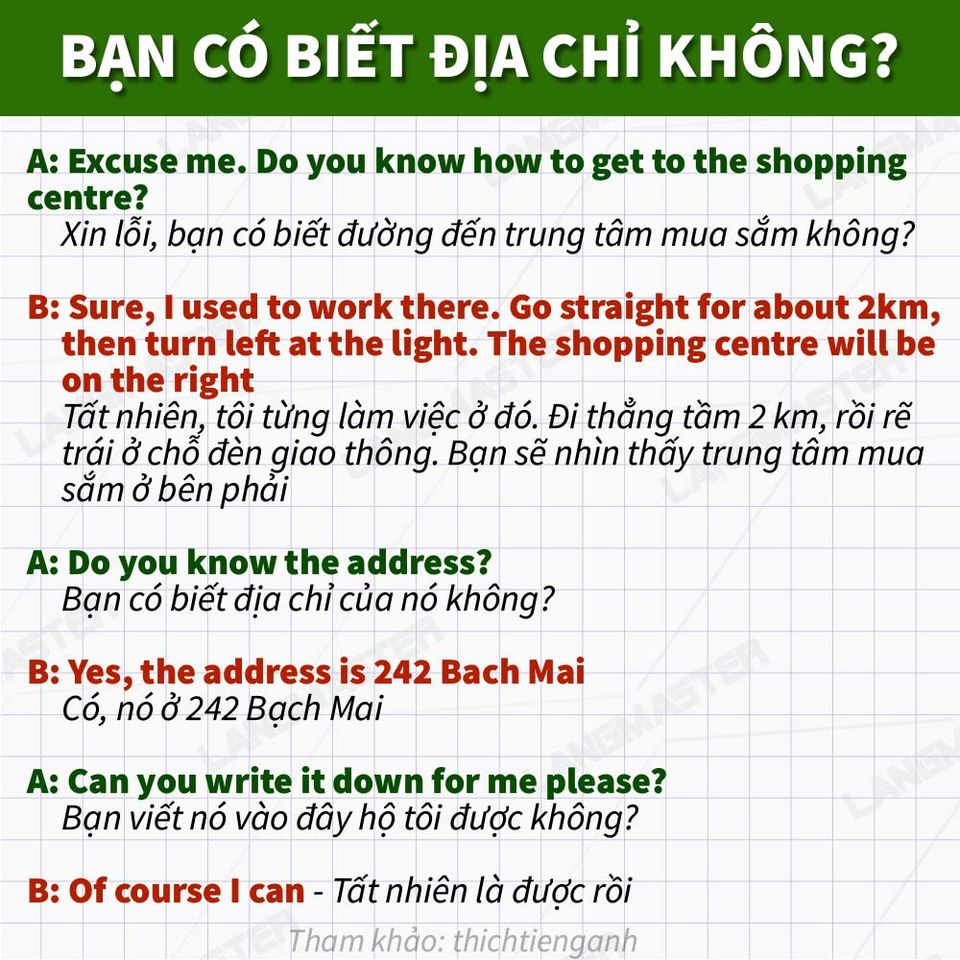 BẠN CÓ BIẾT ĐỊA CHỈ KHÔNG?
A: Excuse me. Do you know how to get to the shopping
centre?
Xin lỗi, bạn có biết đường đến trung tâm mua sắm không?
B: Sure, I used to work there. Go straight for about 2km,
then turn left at the light. The shopping centre will be
on the right
Tất nhiên, tôi từng làm việc ở đó. Đi thẳng tầm 2 km, rồi rẽ
trái ở chỗ đèn giao thông. Bạn sẽ nhìn thấy trung tâm mua
sắm ở bên phải
A: Do you know the address?
Bạn có biết địa chỉ của nó không?
B: Yes, the address is 242 Bach Mai
Có, nó ở 242 Bạch Mai
A: Can you write it down for me please?
Bạn viết nó vào đây hộ tôi được không?
B: Of course I can - Tất nhiên là được rồi
Tham khảo: thichtienganh
LANGMASTER